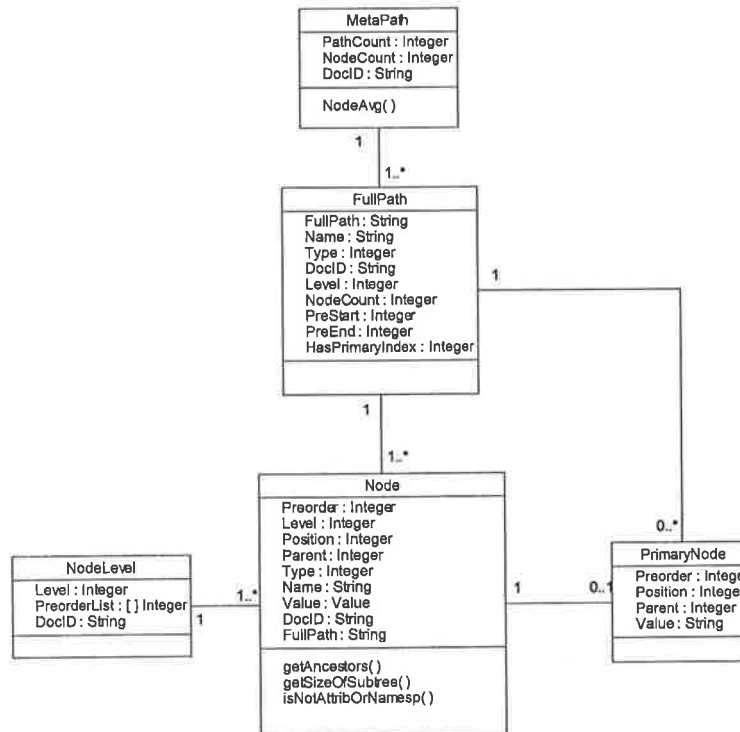 MetaPath
PathCount : Integer
NodeCount : Integer
DocID : String
NodeAvg( )
1
1..*
FullPath
FullPath : String
Name : String
Type : Integer
DocID : String
Level : Integer
NodeCount : Integer
PreStart : Integer
PreEnd : Integer
HasPrimaryIndex : Integer
1
1
1..*
0..*
Node
Preorder : Integer
Level : Integer
Position : Integer
Parent : Integer
Type : Integer
Name : String
Value : Value
DocID : String
FullPath : String
getAncestors( )
getSizeOfSubtree( )
isNotAttribOrNamesp( )
NodeLevel
Level : Integer
PreorderList : [ ] Integer
DocID : String
1
1..*
1
0..1
PrimaryNode
Preorder : Intege
Position : Intege
Parent : Integer
Value : String